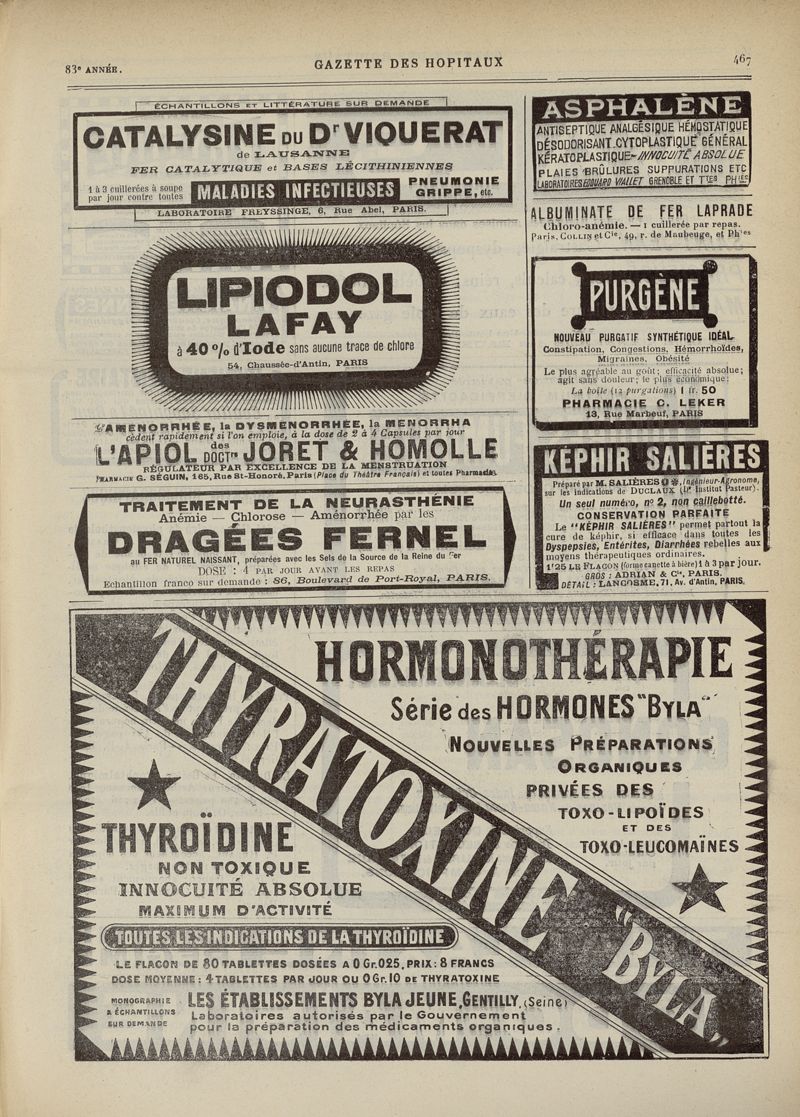 83e ANNÉE.
GAZETTE DES HOPITAUX
467
ÉCHANTILLONS ET LITTÉRATURE SUR DEMANDE
CATALYSINE DU Dr VIQUERAT
de LAUSANNE
FER CATALYTIQUE et BASES LÉCITHINIENNES
1 à 3 cuillerées à soupe
par jour contre toutes
MALADIES INFECTIEUSES
PNEUMONIE
GRIPPE, etc.
LABORATOIRE FREYSSINGE, 6, Rue Abel, PARIS.
LIPIODOL
LAFAY
à 40 % d'Iode sans aucune trace de chlore
54, Chaussée-d'Antin, PARIS
L'AMÉNORRHÉE, la DYSMÉNORRHÉE, la MÉNORRHA
cèdent rapidement si l'on emploie, à la dose de 2 à 4 Capsules par jour
L'APIOL des DOCTrs JORET & HOMOLLE
RÉGULATEUR PAR EXCELLENCE DE LA MENSTRUATION
PHARMACIE G. SÉGUIN, 165, Rue St-Honoré, Paris (Place du Théâtre Français) et toutes Pharmacies
TRAITEMENT DE LA NEURASTHÉNIE
Anémie — Chlorose — Aménorrhée par les
DRAGÉES FERNEL
au FER NATUREL NAISSANT, préparées avec les Sels de la Source de la Reine du Fer
DOSE : 4 PAR JOUR AVANT LES REPAS
Echantillon franco sur demande : 86, Boulevard de Port-Royal, PARIS.
ASPHALÈNE
ANTISEPTIQUE ANALGÉSIQUE HÉMOSTATIQUE
DÉSODORISANT CYTOPLASTIQUE GÉNÉRAL
KÉRATOPLASTIQUE - INNOCUITÉ ABSOLUE
PLAIES BRÛLURES SUPPURATIONS ETC
LABORATOIRES EDOUARD VIALLET GRENOBLE ET Ttes PHies
ALBUMINATE DE FER LAPRADE
Chloro-anémie. — 1 cuillerée par repas.
Paris, COLLIN et Cie, 49, r. de Maubeuge, et Phies
PURGÈNE
NOUVEAU PURGATIF SYNTHÉTIQUE IDÉAL
Constipation, Congestions, Hémorrhoïdes,
Migraines, Obésité
Le plus agréable au goût; efficacité absolue;
agit sans douleur; le plus économique;
La boîte (12 purgations) 1 fr. 50
PHARMACIE C. LEKER
13, Rue Marbeuf, PARIS
KÉPHIR SALIÈRES
Préparé par M. SALIÈRES, Ingénieur-Agronome,
sur les indications de DUCLAUX (Dr Institut Pasteur).
Un seul numéro, no 2, non caillebotté.
CONSERVATION PARFAITE
Le "KÉPHIR SALIÈRES" permet partout la
cure de képhir, si efficace dans toutes les
Dyspepsies, Entérites, Diarrhées rebelles aux
moyens thérapeutiques ordinaires.
1f25 LE FLACON (forme canette à bière) 1 à 3 par jour.
GROS : ADRIAN & Cie, PARIS.
DÉTAIL : LANCOSME, 71, Av. d'Antin, PARIS.
HORMONOTHÉRAPIE
Série des HORMONES "BYLA"
NOUVELLES PRÉPARATIONS
ORGANIQUES
PRIVÉES DES
TOXO-LIPOÏDES
ET DES
TOXO-LEUCOMAÏNES
THYRATOXINE "BYLA"
THYROÏDINE
NON TOXIQUE
INNOCUITÉ ABSOLUE
MAXIMUM D'ACTIVITÉ
TOUTES LES INDICATIONS DE LA THYROÏDINE
LE FLACON DE 80 TABLETTES DOSÉES A 0 Gr. 025, PRIX: 8 FRANCS
DOSE MOYENNE: 4 TABLETTES PAR JOUR OU 0 Gr. 10 DE THYRATOXINE
MONOGRAPHIE
& ÉCHANTILLONS
SUR DEMANDE
LES ÉTABLISSEMENTS BYLA JEUNE, GENTILLY, (Seine)
Laboratoires autorisés par le Gouvernement
pour la préparation des médicaments organiques.